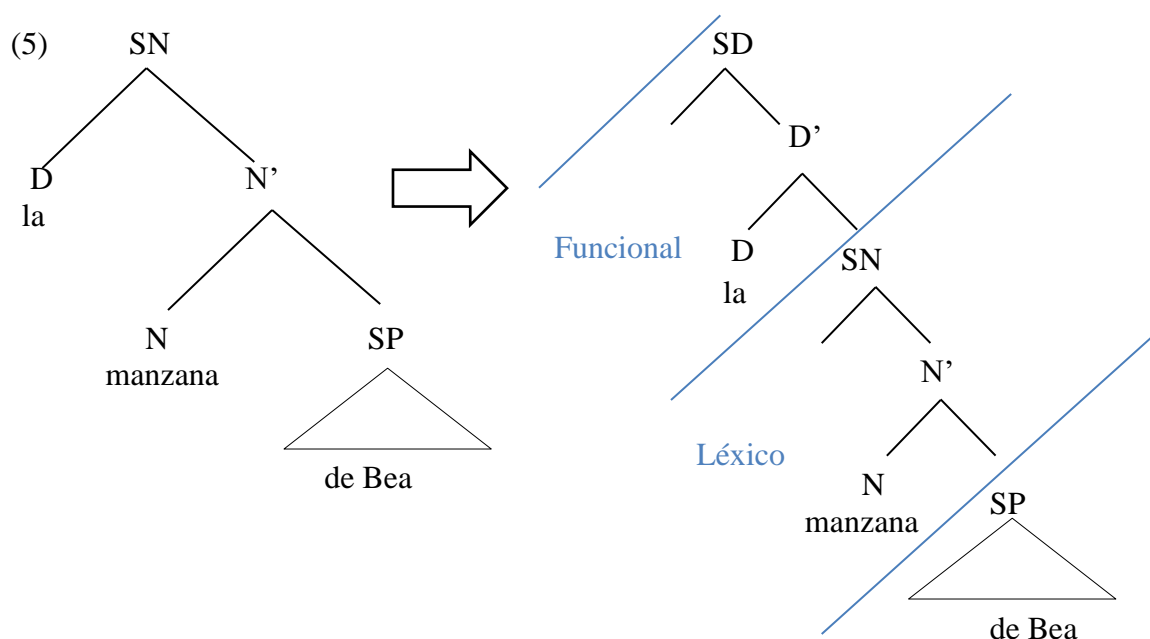 (5)
SN
D
la
N’
N
manzana
SP
de Bea
SD
D’
Funcional
D
la
SN
N’
Léxico
N
manzana
SP
de Bea